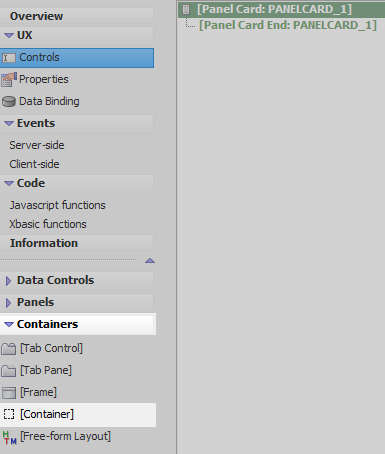 Overview
UX
Controls
Properties
Data Binding
Events
Server-side
Client-side
Code
Javascript functions
Xbasic functions
Information
Data Controls
Panels
Containers
[Tab Control]
[Tab Pane]
[Frame]
[Container]
HTM [Free-form Layout]
[Panel Card: PANELCARD_1]
[Panel Card End: PANELCARD_1]